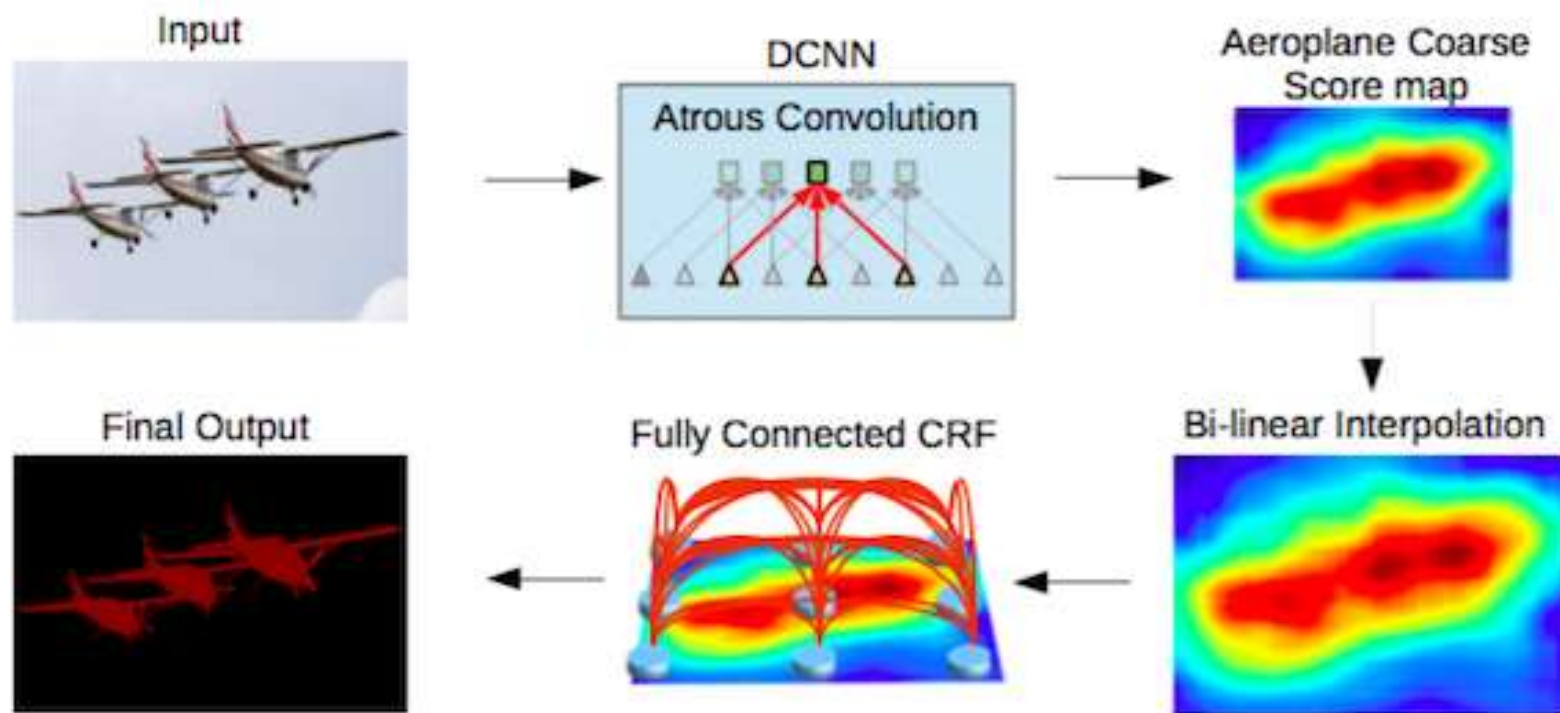 Input
DCNN
Atrous Convolution
Aeroplane Coarse
Score map
Final Output
Fully Connected CRF
Bi-linear Interpolation